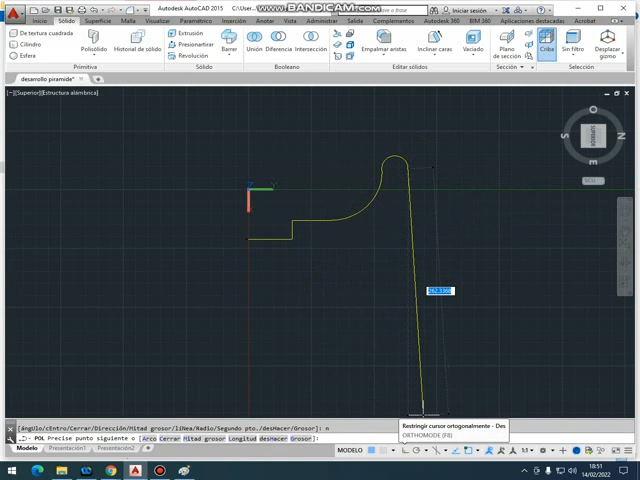 Autodesk AutoCAD 2015
C:\Use...
WWW.BANDICAM.COM
o frase
Iniciar sesión
Inicio Sólido Superficie Malla Visualizar Paramétrico Insertar Anotar Vista Administrar Salida Complementos Autodesk 360 BIM 360 Aplicaciones destacadas Acrobat
De textura cuadrada
Cilindro
Esfera
Polisólido
Historial de sólido
Extrusión
Presionartirar
Revolución
Barrer
Unión Diferencia Intersección
Empalmar aristas
Inclinar caras
Vaciado
Plano de sección
Criba
Sin filtro
Desplazar gizmo
Primitiva Sólido Booleano Editar sólidos Sección Selección
desarrollo piramide*
[−][Superior][Estructura alámbrica]
O
S SUPERIOR N
E
Y
[ángUlo/cEntro/Cerrar/Dirección/Mitad grosor/líNea/Radio/Segundo pto./desHacer/Grosor]: n
POL Precise punto siguiente o [Arco Cerrar Mitad grosor Longitud desHacer Grosor]:
Restringir cursor ortogonalmente - Des
ORTHOMODE (F8)
Modelo Presentación1 Presentación2 +
MODELO
1:1
18:51
14/02/2022